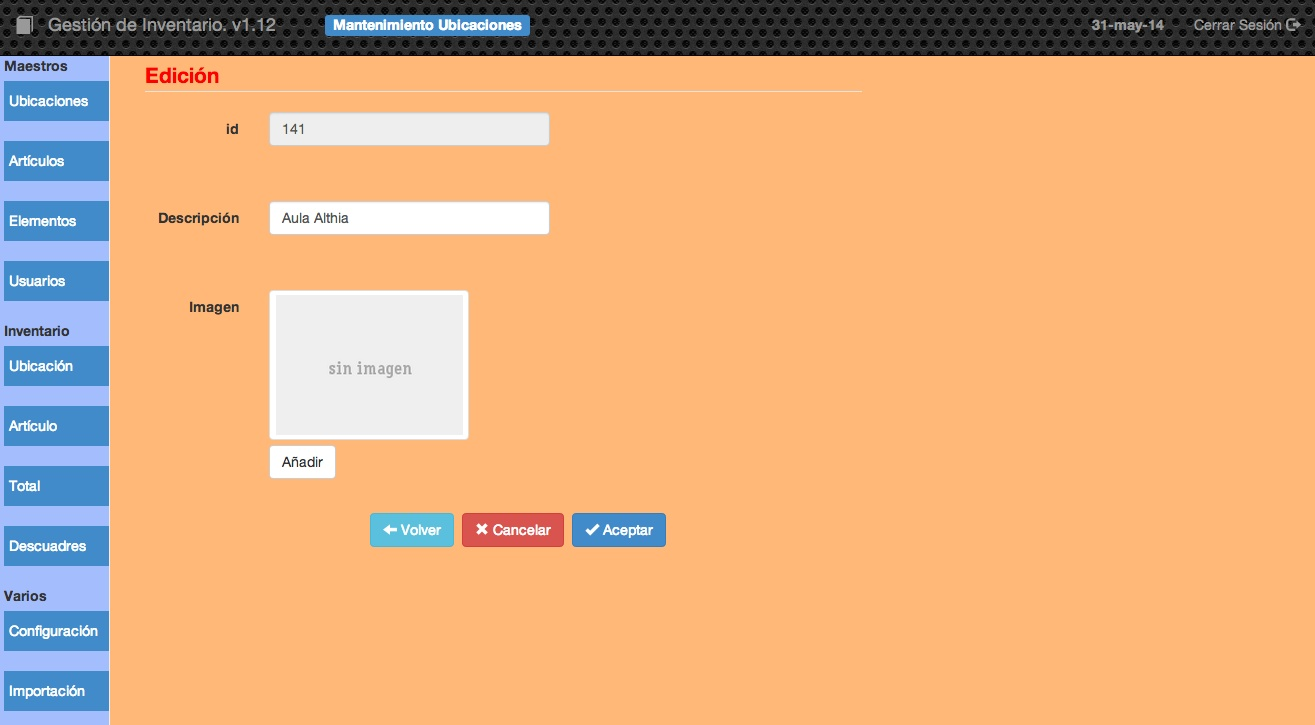 Gestión de Inventario. v1.12
Mantenimiento Ubicaciones
31-may-14
Cerrar Sesión
Maestros
Ubicaciones
Artículos
Elementos
Usuarios
Inventario
Ubicación
Artículo
Total
Descuadres
Varios
Configuración
Importación
Edición
id
141
Descripción
Aula Althia
Imagen
sin imagen
Añadir
Volver
Cancelar
Aceptar